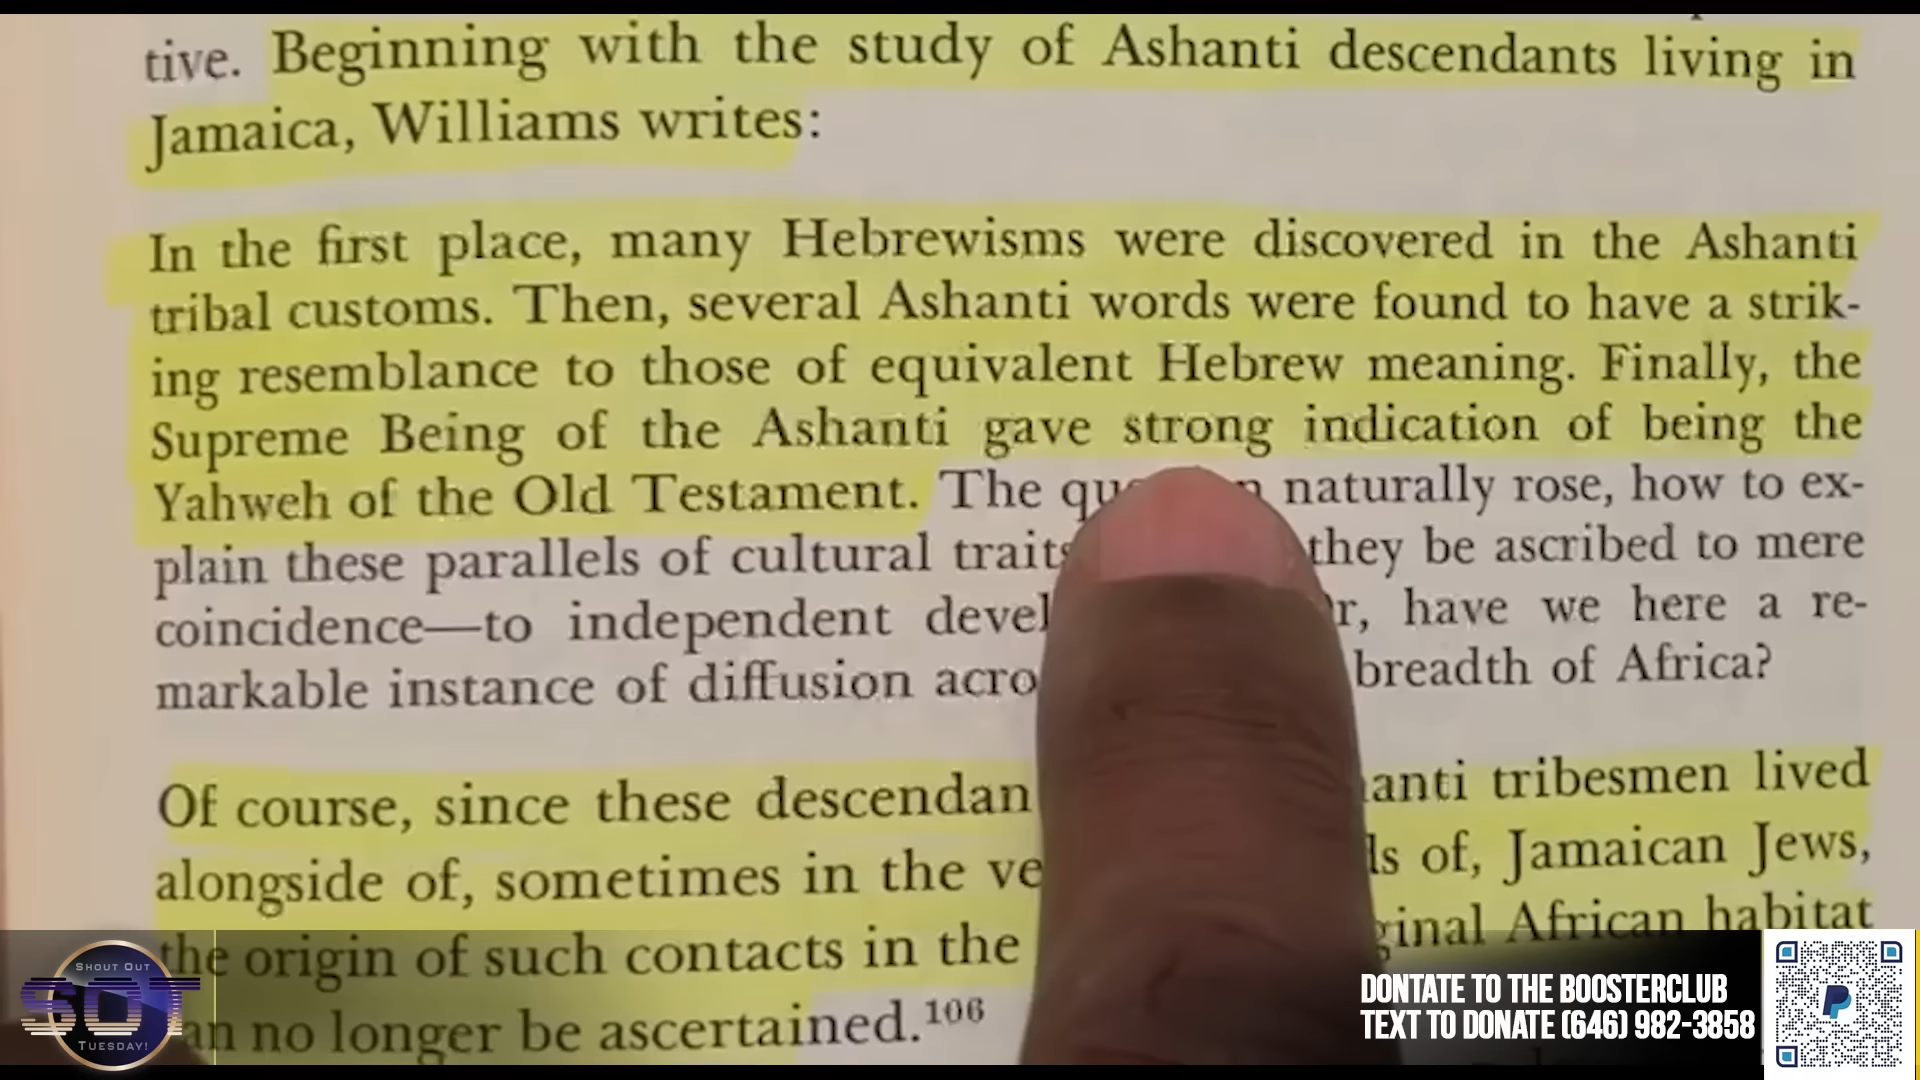 tive. Beginning with the study of Ashanti descendants living in
Jamaica, Williams writes:
In the first place, many Hebrewisms were discovered in the Ashanti
tribal customs. Then, several Ashanti words were found to have a strik-
ing resemblance to those of equivalent Hebrew meaning. Finally, the
Supreme Being of the Ashanti gave strong indication of being the
Yahweh of the Old Testament. The naturally rose, how to ex-
plain these parallels of cultural traits they be ascribed to mere
coincidence—to independent have we here a re-
markable instance of diffusion breadth of Africa?
Of course, since these tribesmen lived
alongside of, sometimes in the of, Jamaican Jews,
the origin of such contacts in the African habitat
no longer be ascertained.106
SHOUT OUT
SOT
TUESDAY!
DONTATE TO THE BOOSTERCLUB
TEXT TO DONATE (646) 982-3858